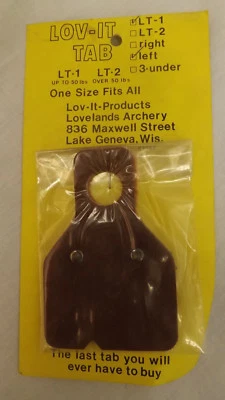 LOV-IT
TAB
LT-1
LT-2
right
left
3-under
LT-1 LT-2
UP TO 50 lbs OVER 50 lbs
One Size Fits All
Lov-It-Products
Lovelands Archery
836 Maxwell Street
Lake Geneva, Wis.
The last tab you will
ever have to buy